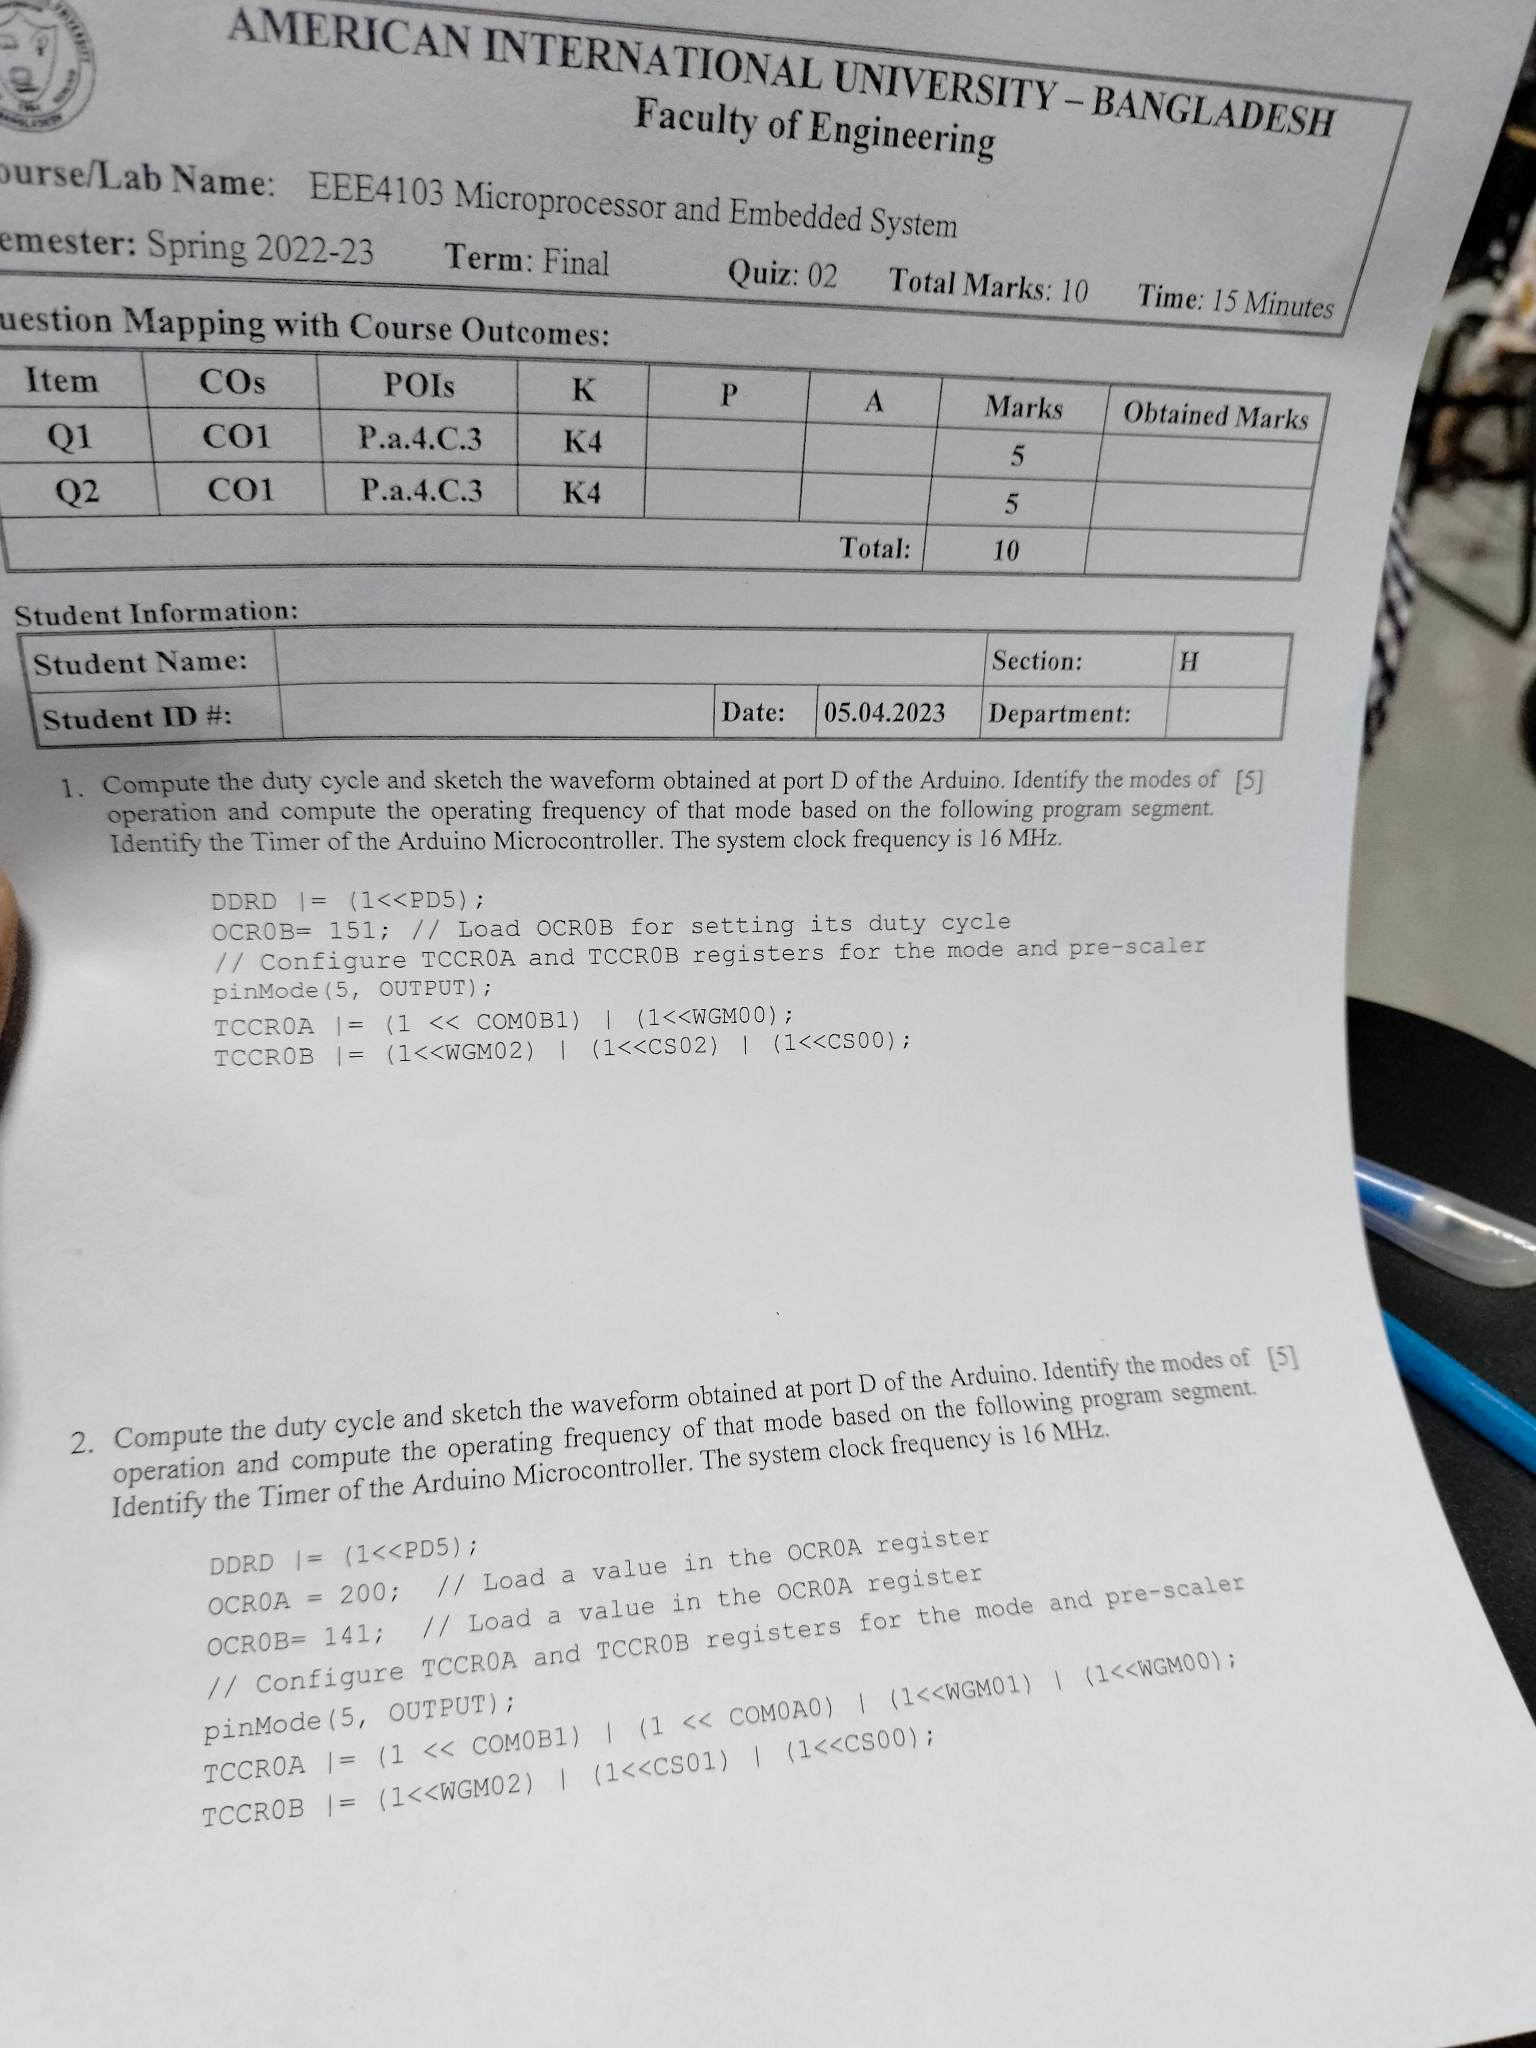 AMERICAN INTERNATIONAL UNIVERSITY – BANGLADESH
Faculty of Engineering
ourse/Lab Name: EEE4103 Microprocessor and Embedded System
emester: Spring 2022-23 Term: Final Quiz: 02 Total Marks: 10 Time: 15 Minutes
uestion Mapping with Course Outcomes:
Item COs POIs K P A Marks Obtained Marks
Q1 CO1 P.a.4.C.3 K4 5
Q2 CO1 P.a.4.C.3 K4 5
Total: 10
Student Information:
Student Name: Section: H
Student ID #: Date: 05.04.2023 Department:
1. Compute the duty cycle and sketch the waveform obtained at port D of the Arduino. Identify the modes of [5]
operation and compute the operating frequency of that mode based on the following program segment.
Identify the Timer of the Arduino Microcontroller. The system clock frequency is 16 MHz.
DDRD |= (1<<PD5);
OCR0B= 151; // Load OCR0B for setting its duty cycle
// Configure TCCR0A and TCCR0B registers for the mode and pre-scaler
pinMode(5, OUTPUT);
TCCR0A |= (1 << COM0B1) | (1<<WGM00);
TCCR0B |= (1<<WGM02) | (1<<CS02) | (1<<CS00);
2. Compute the duty cycle and sketch the waveform obtained at port D of the Arduino. Identify the modes of [5]
operation and compute the operating frequency of that mode based on the following program segment.
Identify the Timer of the Arduino Microcontroller. The system clock frequency is 16 MHz.
DDRD |= (1<<PD5);
OCR0A = 200; // Load a value in the OCR0A register
OCR0B= 141; // Load a value in the OCR0A register
// Configure TCCR0A and TCCR0B registers for the mode and pre-scaler
pinMode(5, OUTPUT);
TCCR0A |= (1 << COM0B1) | (1 << COM0A0) | (1<<WGM01) | (1<<WGM00);
TCCR0B |= (1<<WGM02) | (1<<CS01) | (1<<CS00);